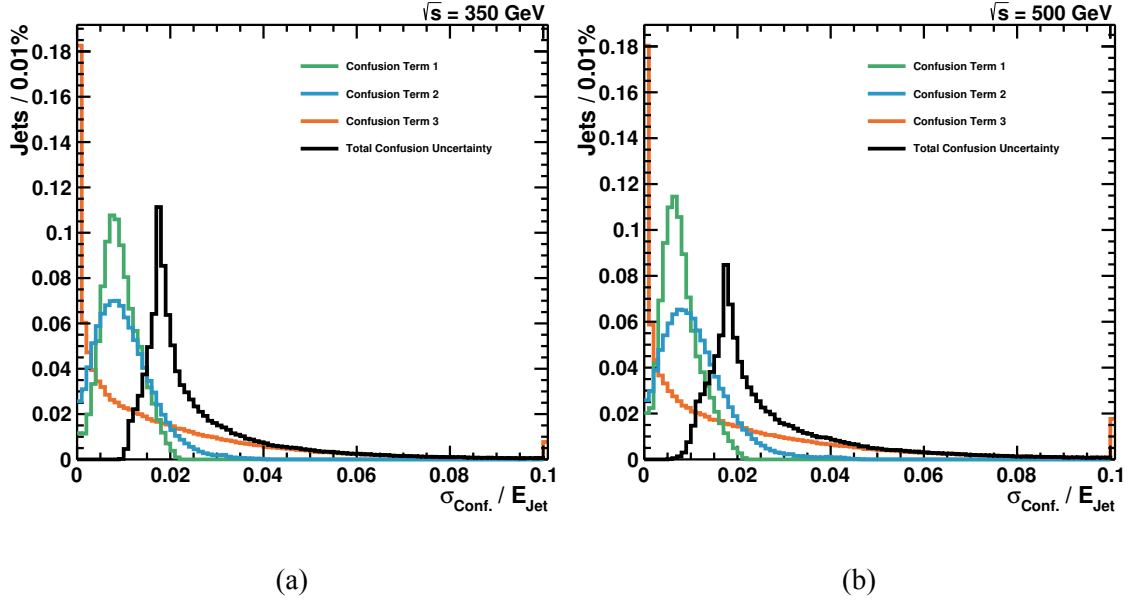 √s = 350 GeV
Jets / 0.01%
0.18
0.16
0.14
0.12
0.1
0.08
0.06
0.04
0.02
0
Confusion Term 1
Confusion Term 2
Confusion Term 3
Total Confusion Uncertainty
0 0.02 0.04 0.06 0.08 0.1
σConf. / EJet
(a)
√s = 500 GeV
Jets / 0.01%
0.18
0.16
0.14
0.12
0.1
0.08
0.06
0.04
0.02
0
Confusion Term 1
Confusion Term 2
Confusion Term 3
Total Confusion Uncertainty
0 0.02 0.04 0.06 0.08 0.1
σConf. / EJet
(b)